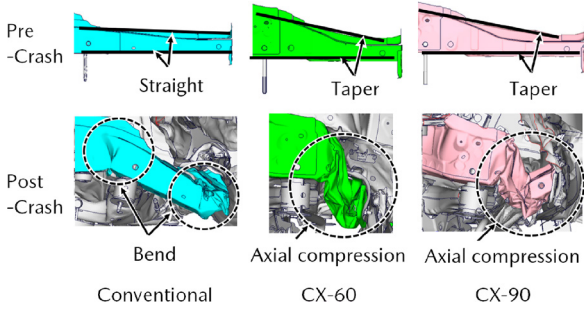 Pre
-Crash
Straight
Taper
Taper
Post
-Crash
Bend
Axial compression
Axial compression
Conventional
CX-60
CX-90